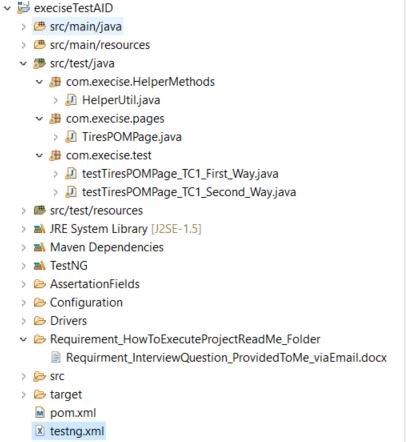 execiseTestAID
src/main/java
src/main/resources
src/test/java
com.execise.HelperMethods
HelperUtil.java
com.execise.pages
TiresPOMPage.java
com.execise.test
testTiresPOMPage_TC1_First_Way.java
testTiresPOMPage_TC1_Second_Way.java
src/test/resources
JRE System Library [J2SE-1.5]
Maven Dependencies
TestNG
AssertationFields
Configuration
Drivers
Requirement_HowToExecuteProjectReadMe_Folder
Requirment_InterviewQuestion_ProvidedToMe_viaEmail.docx
src
target
pom.xml
testng.xml